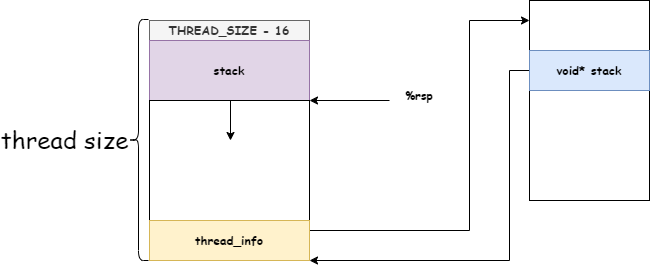 THREAD_SIZE - 16
stack
void* stack
%rsp
thread size
thread_info